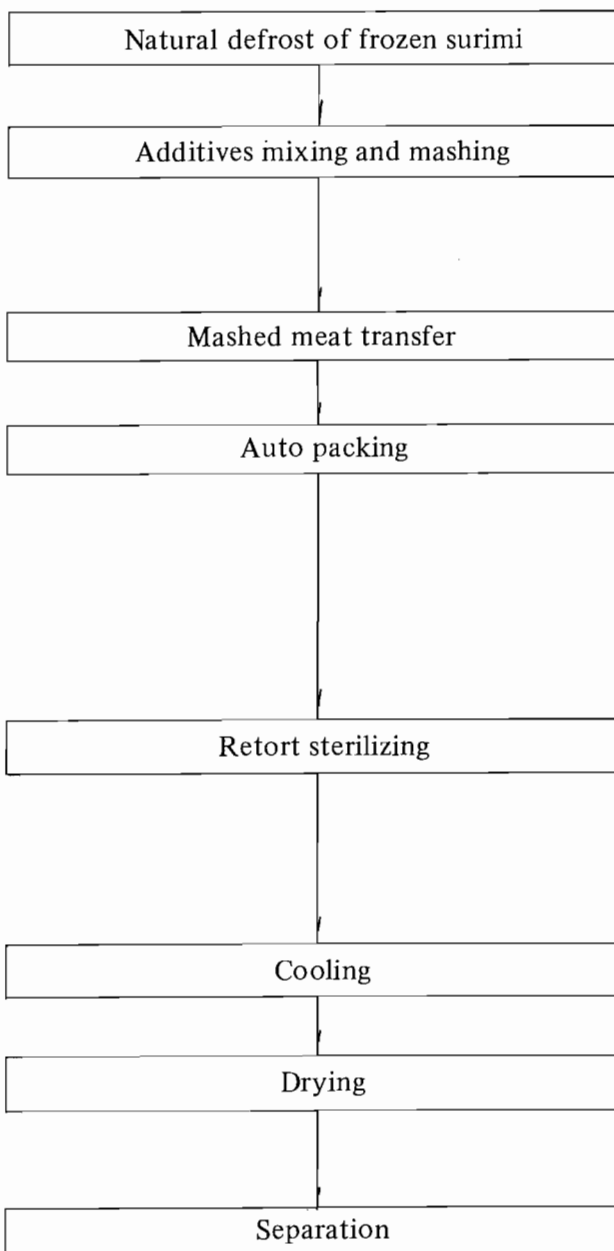 Natural defrost of frozen surimi
Additives mixing and mashing
Mashed meat transfer
Auto packing
Retort sterilizing
Cooling
Drying
Separation